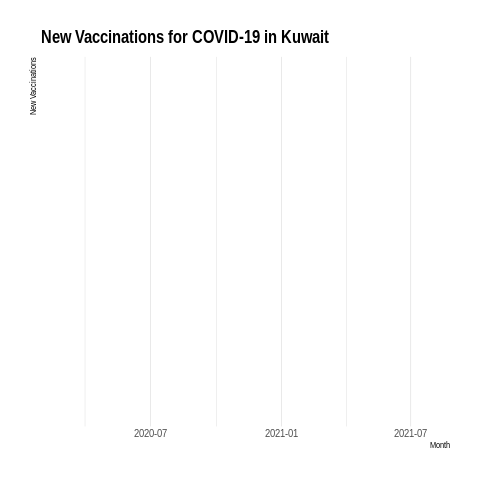 New Vaccinations for COVID-19 in Kuwait
New Vaccinations
2020-07 2021-01 2021-07
Month